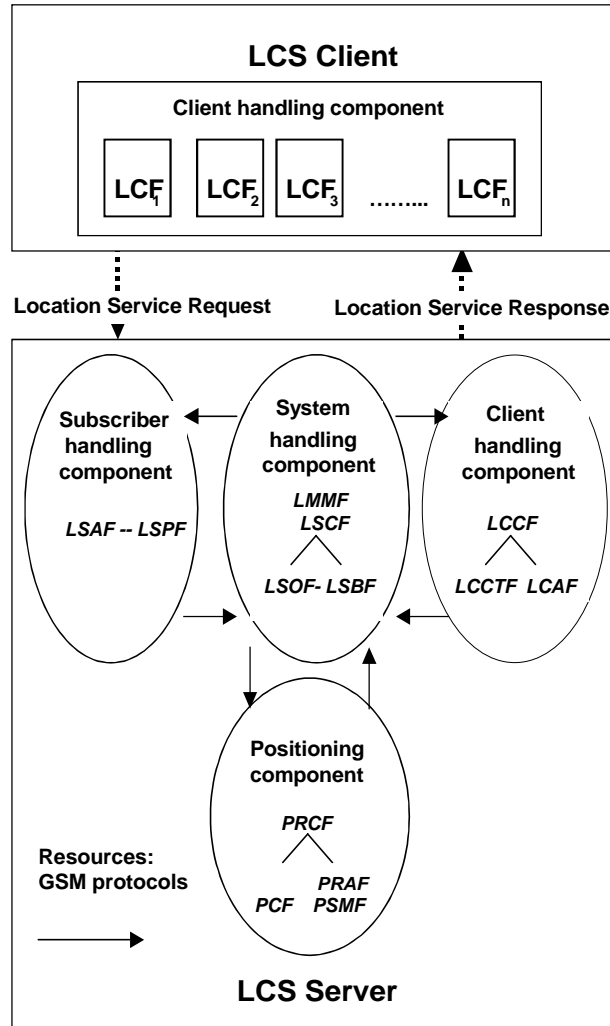 LCS Client
Client handling component
LCF1 LCF2 LCF3 ……... LCFn
Location Service Request
Location Service Response
Subscriber
handling
component
LSAF -- LSPF
System
handling
component
LMMF
LSCF
LSOF- LSBF
Client
handling
component
LCCF
LCCTF LCAF
Positioning
component
PRCF
PRAF
PCF PSMF
Resources:
GSM protocols
LCS Server